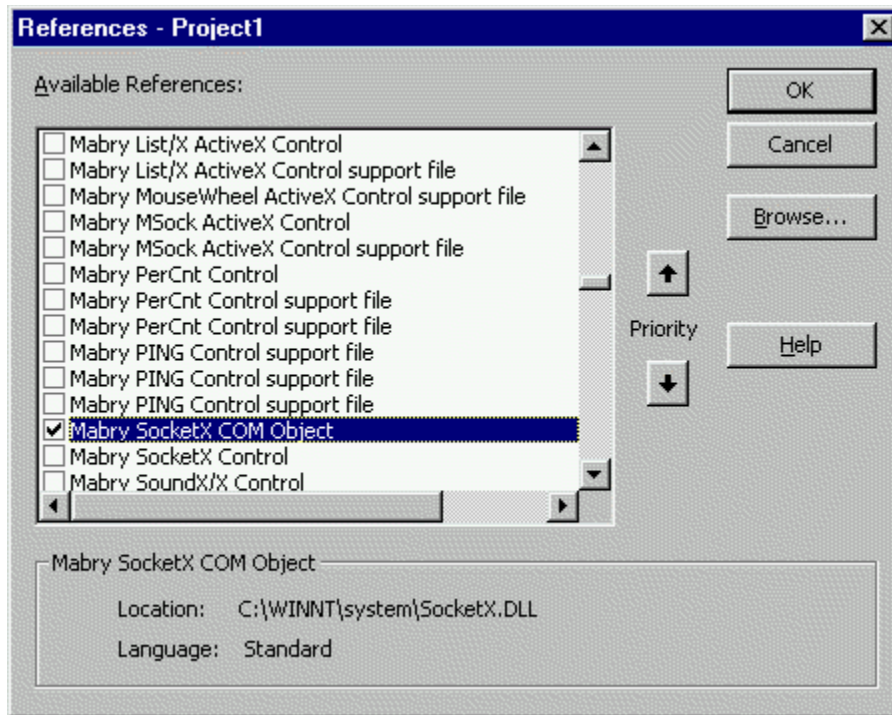 References - Project1
Available References:
Mabry List/X ActiveX Control
Mabry List/X ActiveX Control support file
Mabry MouseWheel ActiveX Control support file
Mabry MSock ActiveX Control
Mabry MSock ActiveX Control support file
Mabry PerCnt Control
Mabry PerCnt Control support file
Mabry PerCnt Control support file
Mabry PING Control support file
Mabry PING Control support file
Mabry PING Control support file
Mabry SocketX COM Object
Mabry SocketX Control
Mabry SoundX/X Control
Priority
OK
Cancel
Browse...
Help
Mabry SocketX COM Object
Location: C:\WINNT\system\SocketX.DLL
Language: Standard